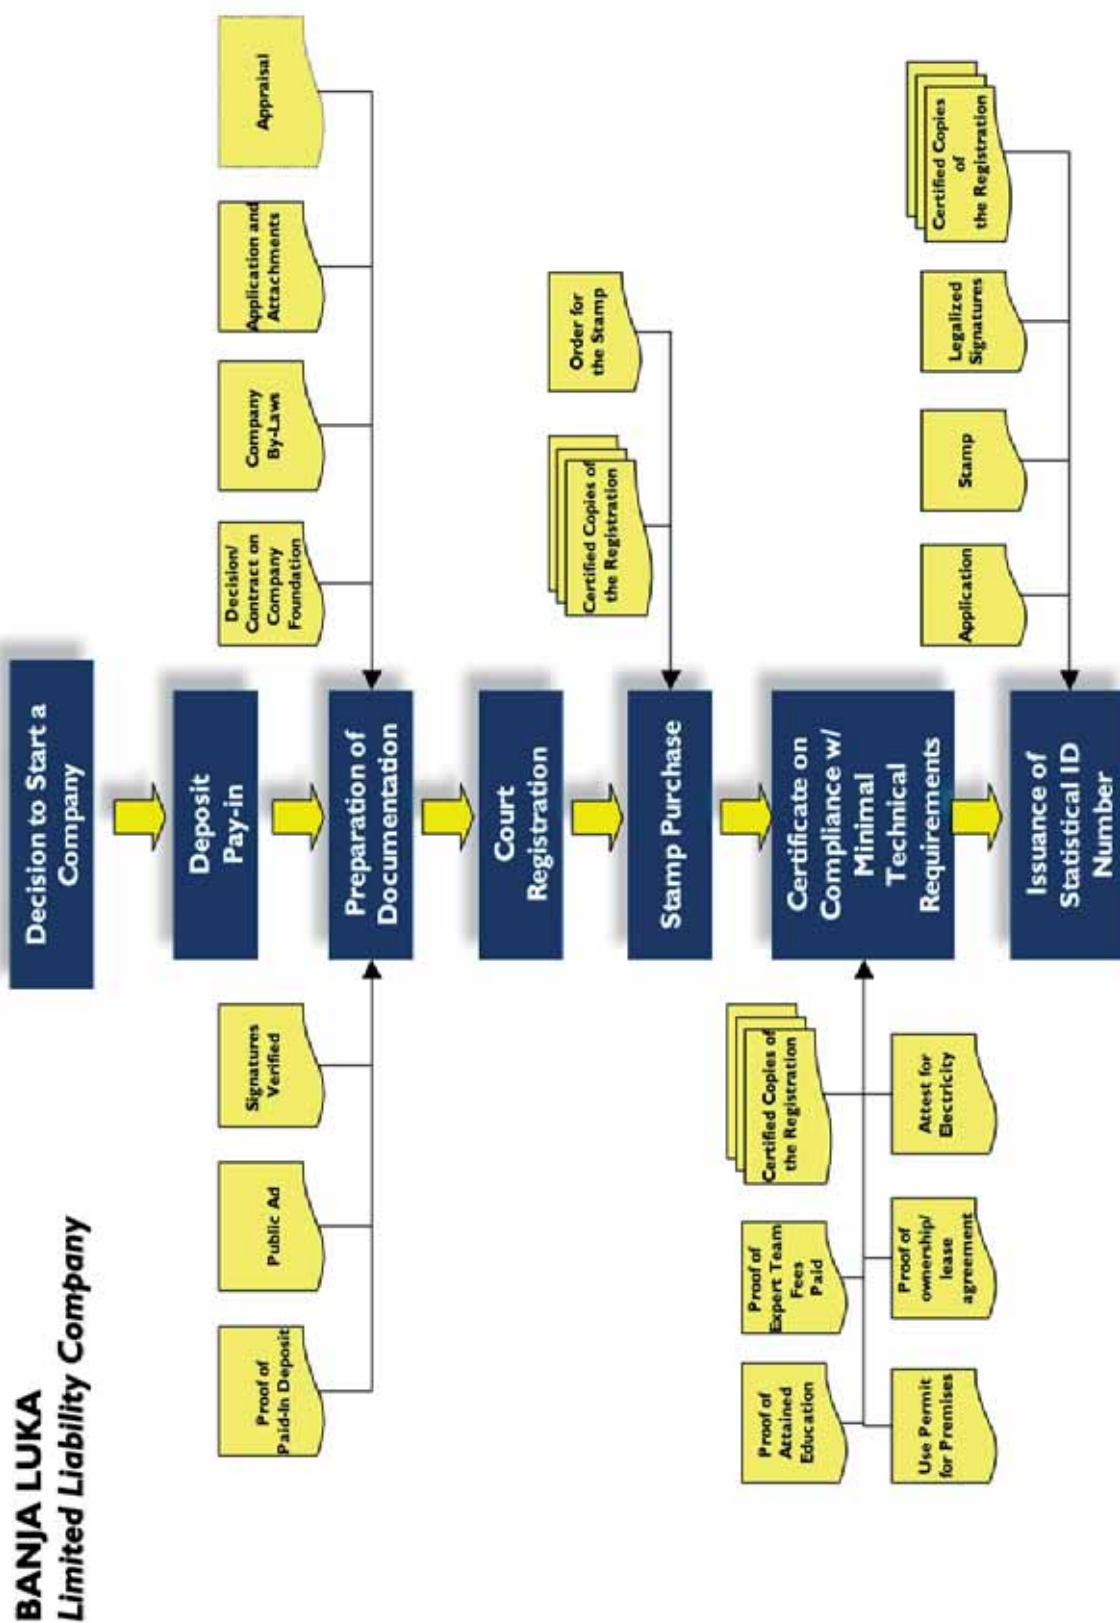 BANJA LUKA
Limited Liability Company
Decision to Start a
Company
Deposit
Pay-in
Proof of
Paid-In Deposit
Public Ad
Signatures
Verified
Preparation of
Documentation
Decision/
Contract on
Company
Foundation
Company
By-Laws
Application and
Attachments
Appraisal
Court
Registration
Stamp Purchase
Certified Copies of
the Registration
Order for
the Stamp
Proof of
Attained
Education
Proof of
Expert Team
Fees
Paid
Certified Copies of
the Registration
Use Permit
for Premises
Proof of
ownership/
lease
agreement
Attest for
Electricity
Certificate on
Compliance w/
Minimal
Technical
Requirements
Issuance of
Statistical ID
Number
Application
Stamp
Legalized
Signatures
Certified Copies
of
the Registration